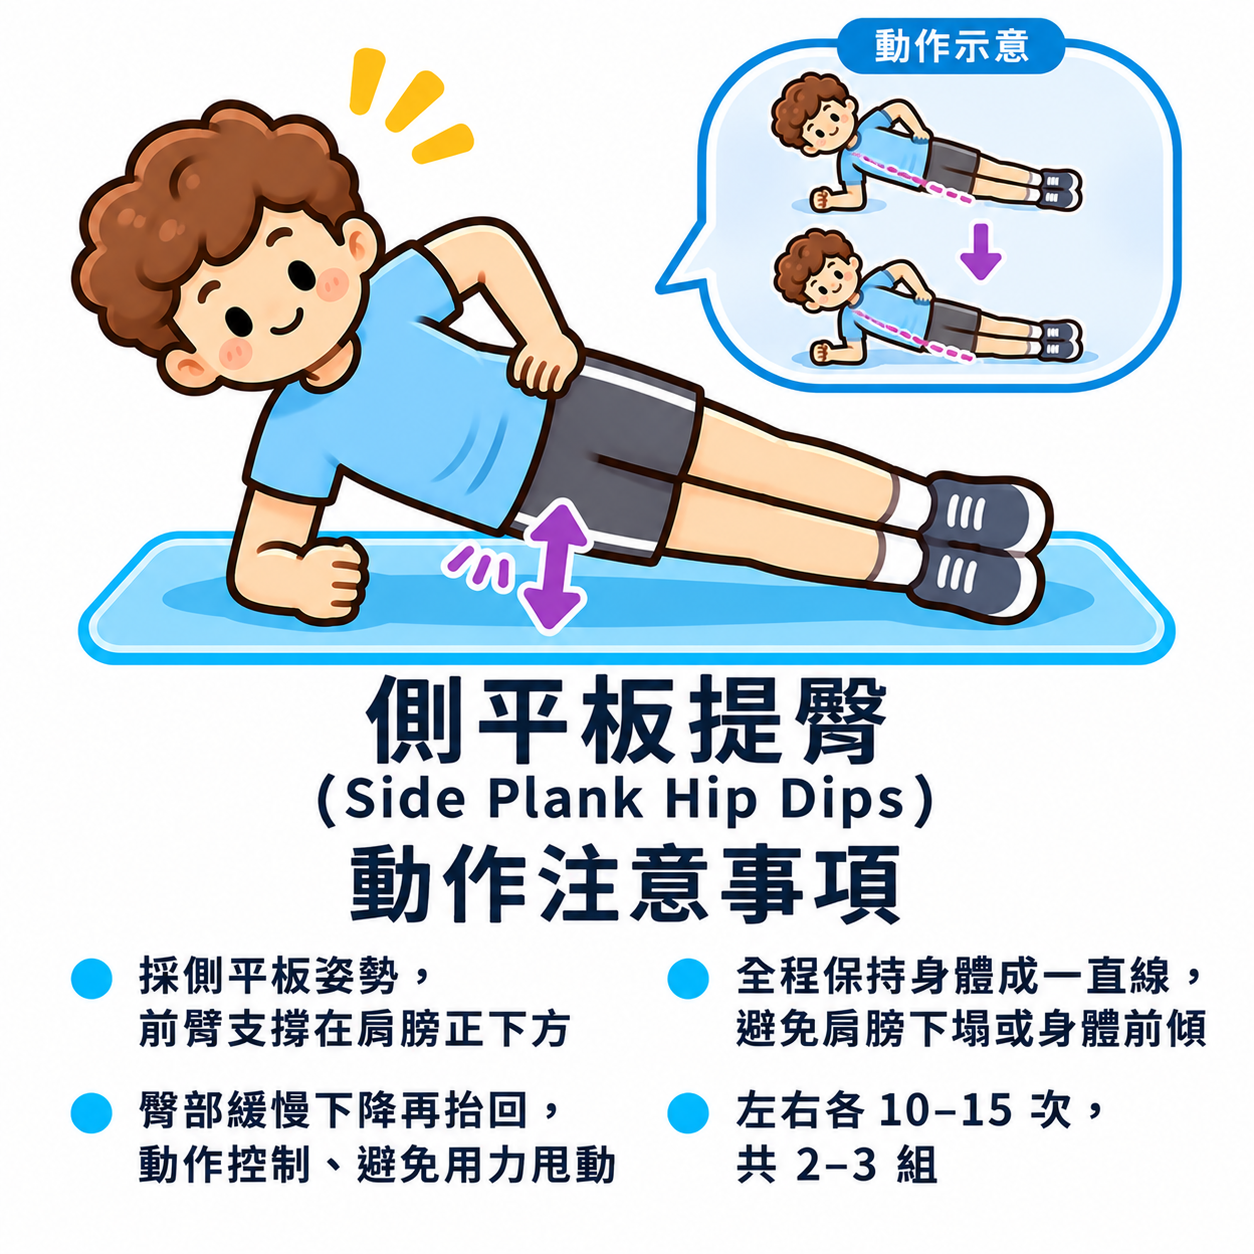 動作示意
側平板提臀
(Side Plank Hip Dips)
動作注意事項
採側平板姿勢，
前臂支撐在肩膀正下方
全程保持身體成一直線，
避免肩膀下塌或身體前傾
臀部緩慢下降再抬回，
動作控制、避免用力甩動
左右各 10–15 次，
共 2–3 組